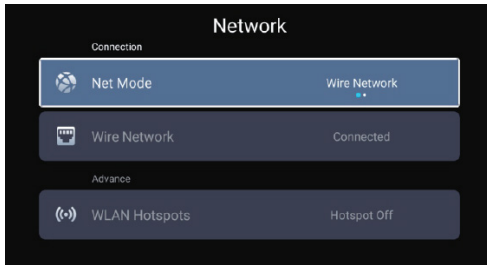 Network
Connection
Net Mode Wire Network
Wire Network Connected
Advance
WLAN Hotspots Hotspot Off